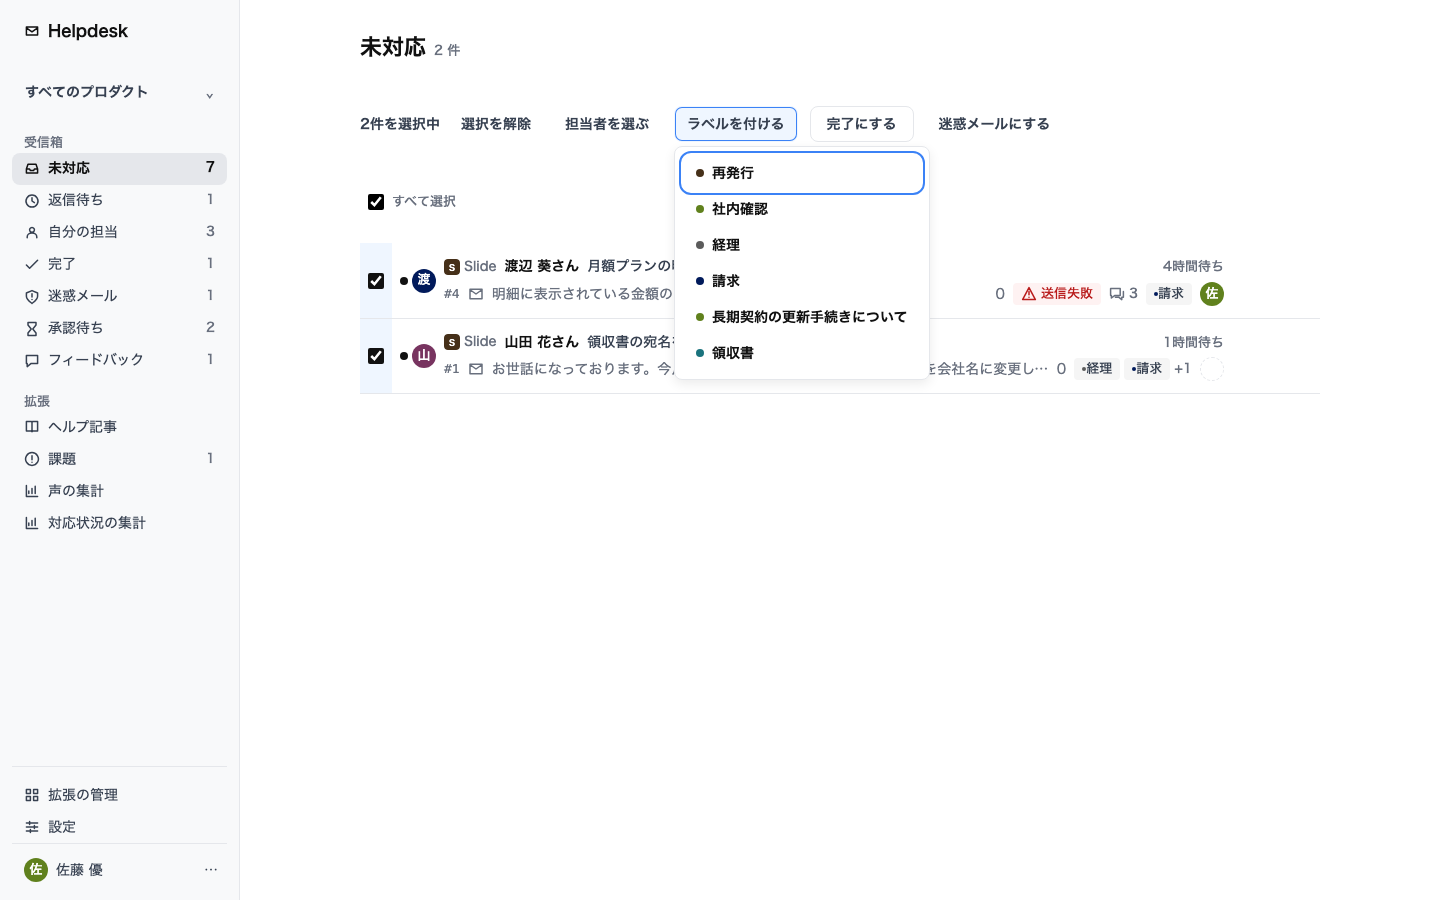 Helpdesk
すべてのプロダクト
受信箱
未対応 7
返信待ち 1
自分の担当 3
完了 1
迷惑メール 1
承認待ち 2
フィードバック 1
拡張
ヘルプ記事
課題 1
声の集計
対応状況の集計
拡張の管理
設定
佐 佐藤 優 …
未対応 2 件
2件を選択中 選択を解除 担当者を選ぶ ラベルを付ける 完了にする 迷惑メールにする
再発行
社内確認
経理
請求
長期契約の更新手続きについて
領収書
すべて選択
渡 S Slide 渡辺 葵さん 月額プランの 4時間待ち
#4 明細に表示されている金額の 0 送信失敗 3 •請求 佐
山 S Slide 山田 花さん 領収書の宛名 1時間待ち
#1 お世話になっております。今 を会社名に変更し… 0 •経理 •請求 +1